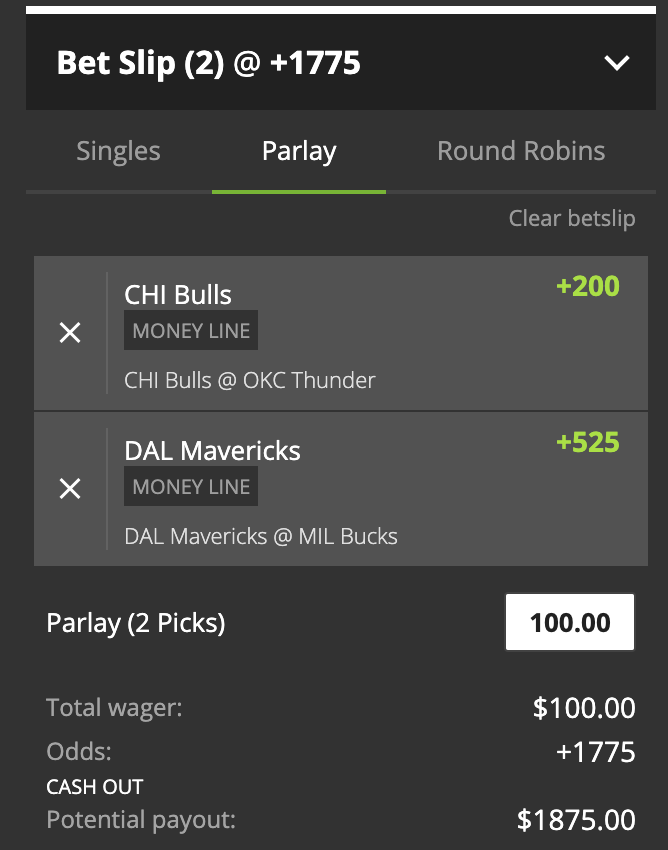 Bet Slip (2) @ +1775
Singles Parlay Round Robins
Clear betslip
CHI Bulls +200
MONEY LINE
CHI Bulls @ OKC Thunder
DAL Mavericks +525
MONEY LINE
DAL Mavericks @ MIL Bucks
Parlay (2 Picks) 100.00
Total wager: $100.00
Odds: +1775
CASH OUT
Potential payout: $1875.00